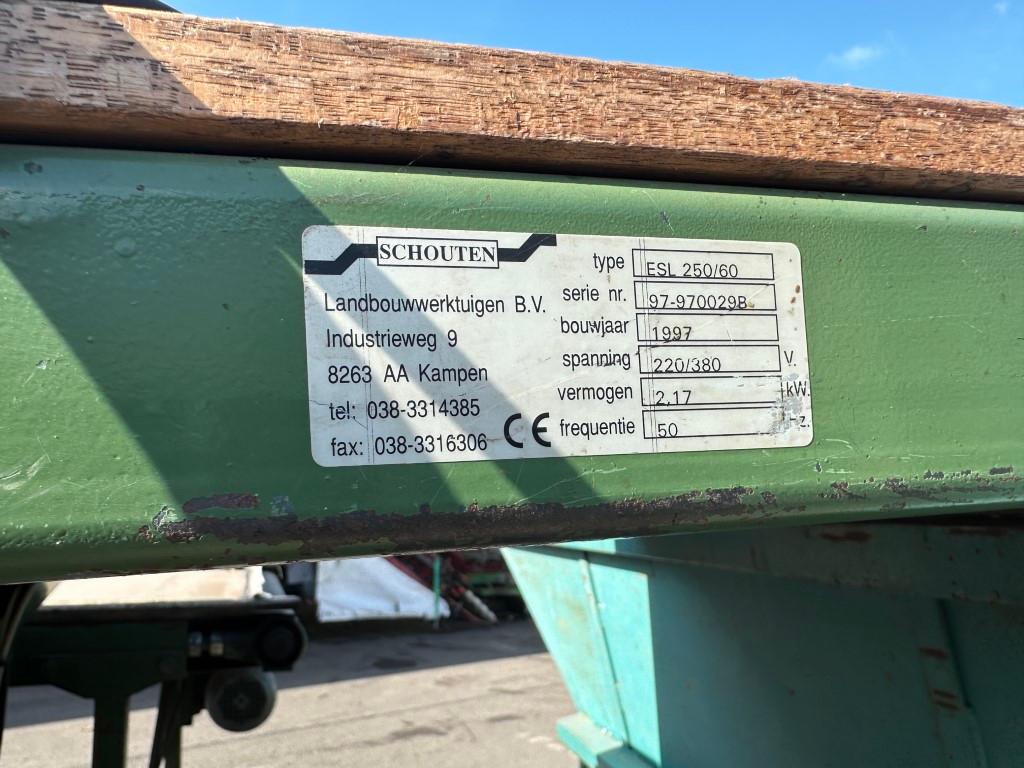 SCHOUTEN
Landbouwwerktuigen B.V.
Industrieweg 9
8263 AA Kampen
tel: 038-3314385
fax: 038-3316306
CE
type ESL 250/60
serie nr. 97-970029B
bouwjaar 1997
spanning 220/380 V.
vermogen 2,17 kW.
frequentie 50 z.